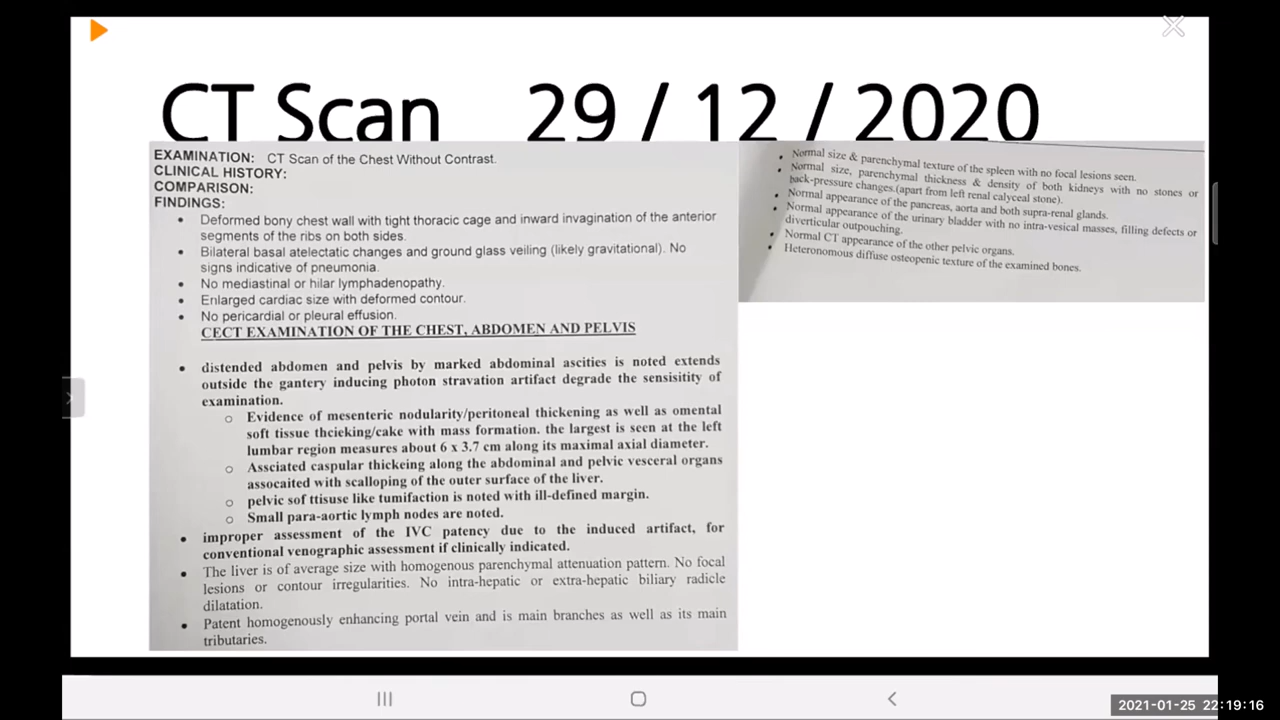 CT Scan 29 / 12 / 2020
EXAMINATION: CT Scan of the Chest Without Contrast.
CLINICAL HISTORY:
COMPARISON:
FINDINGS:
• Deformed bony chest wall with tight thoracic cage and inward invagination of the anterior
segments of the ribs on both sides.
• Bilateral basal atelectatic changes and ground glass veiling (likely gravitational). No
signs indicative of pneumonia.
• No mediastinal or hilar lymphadenopathy.
• Enlarged cardiac size with deformed contour.
• No pericardial or pleural effusion.
CECT EXAMINATION OF THE CHEST, ABDOMEN AND PELVIS
• distended abdomen and pelvis by marked abdominal ascities is noted extends
outside the gantery inducing photon stravation artifact degrade the sensisitity of
examination.
o Evidence of mesenteric nodularity/peritoneal thickening as well as omental
soft tissue thcieking/cake with mass formation. the largest is seen at the left
lumbar region measures about 6 x 3.7 cm along its maximal axial diameter.
o Assciated caspular thickeing along the abdominal and pelvic vesceral organs
assocaited with scalloping of the outer surface of the liver.
o pelvic sof ttisuse like tumifaction is noted with ill-defined margin.
o Small para-aortic lymph nodes are noted.
• improper assessment of the IVC patency due to the induced artifact, for
conventional venographic assessment if clinically indicated.
• The liver is of average size with homogenous parenchymal attenuation pattern. No focal
lesions or contour irregularities. No intra-hepatic or extra-hepatic biliary radicle
dilatation.
• Patent homogenously enhancing portal vein and is main branches as well as its main
tributaries.
• Normal size & parenchymal texture of the spleen with no focal lesions seen.
• Normal size, parenchymal thickness & density of both kidneys with no stones or
back-pressure changes.(apart from left renal calyceal stone).
• Normal appearance of the pancreas, aorta and both supra-renal glands.
• Normal appearance of the urinary bladder with no intra-vesical masses, filling defects or
diverticular outpouching.
• Normal CT appearance of the other pelvic organs.
• Heteronomous diffuse osteopenic texture of the examined bones.
2021-01-25 22:19:16